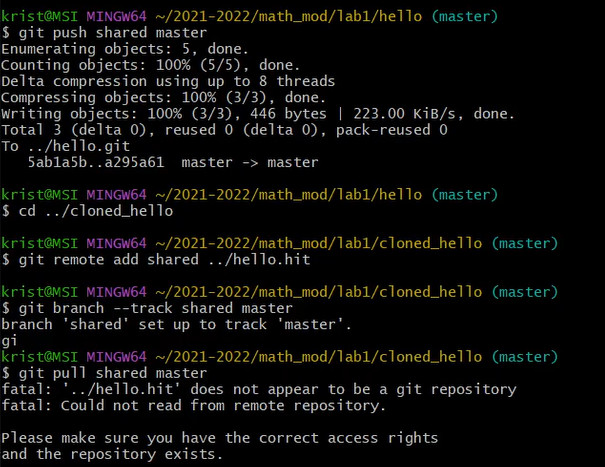 krist@MSI MINGW64 ~/2021-2022/math_mod/lab1/hello (master)
$ git push shared master
Enumerating objects: 5, done.
Counting objects: 100% (5/5), done.
Delta compression using up to 8 threads
Compressing objects: 100% (3/3), done.
Writing objects: 100% (3/3), 446 bytes | 223.00 KiB/s, done.
Total 3 (delta 0), reused 0 (delta 0), pack-reused 0
To ../hello.git
   5ab1a5b..a295a61  master -> master

krist@MSI MINGW64 ~/2021-2022/math_mod/lab1/hello (master)
$ cd ../cloned_hello

krist@MSI MINGW64 ~/2021-2022/math_mod/lab1/cloned_hello (master)
$ git remote add shared ../hello.hit

krist@MSI MINGW64 ~/2021-2022/math_mod/lab1/cloned_hello (master)
$ git branch --track shared master
branch 'shared' set up to track 'master'.
gi
krist@MSI MINGW64 ~/2021-2022/math_mod/lab1/cloned_hello (master)
$ git pull shared master
fatal: '../hello.hit' does not appear to be a git repository
fatal: Could not read from remote repository.

Please make sure you have the correct access rights
and the repository exists.